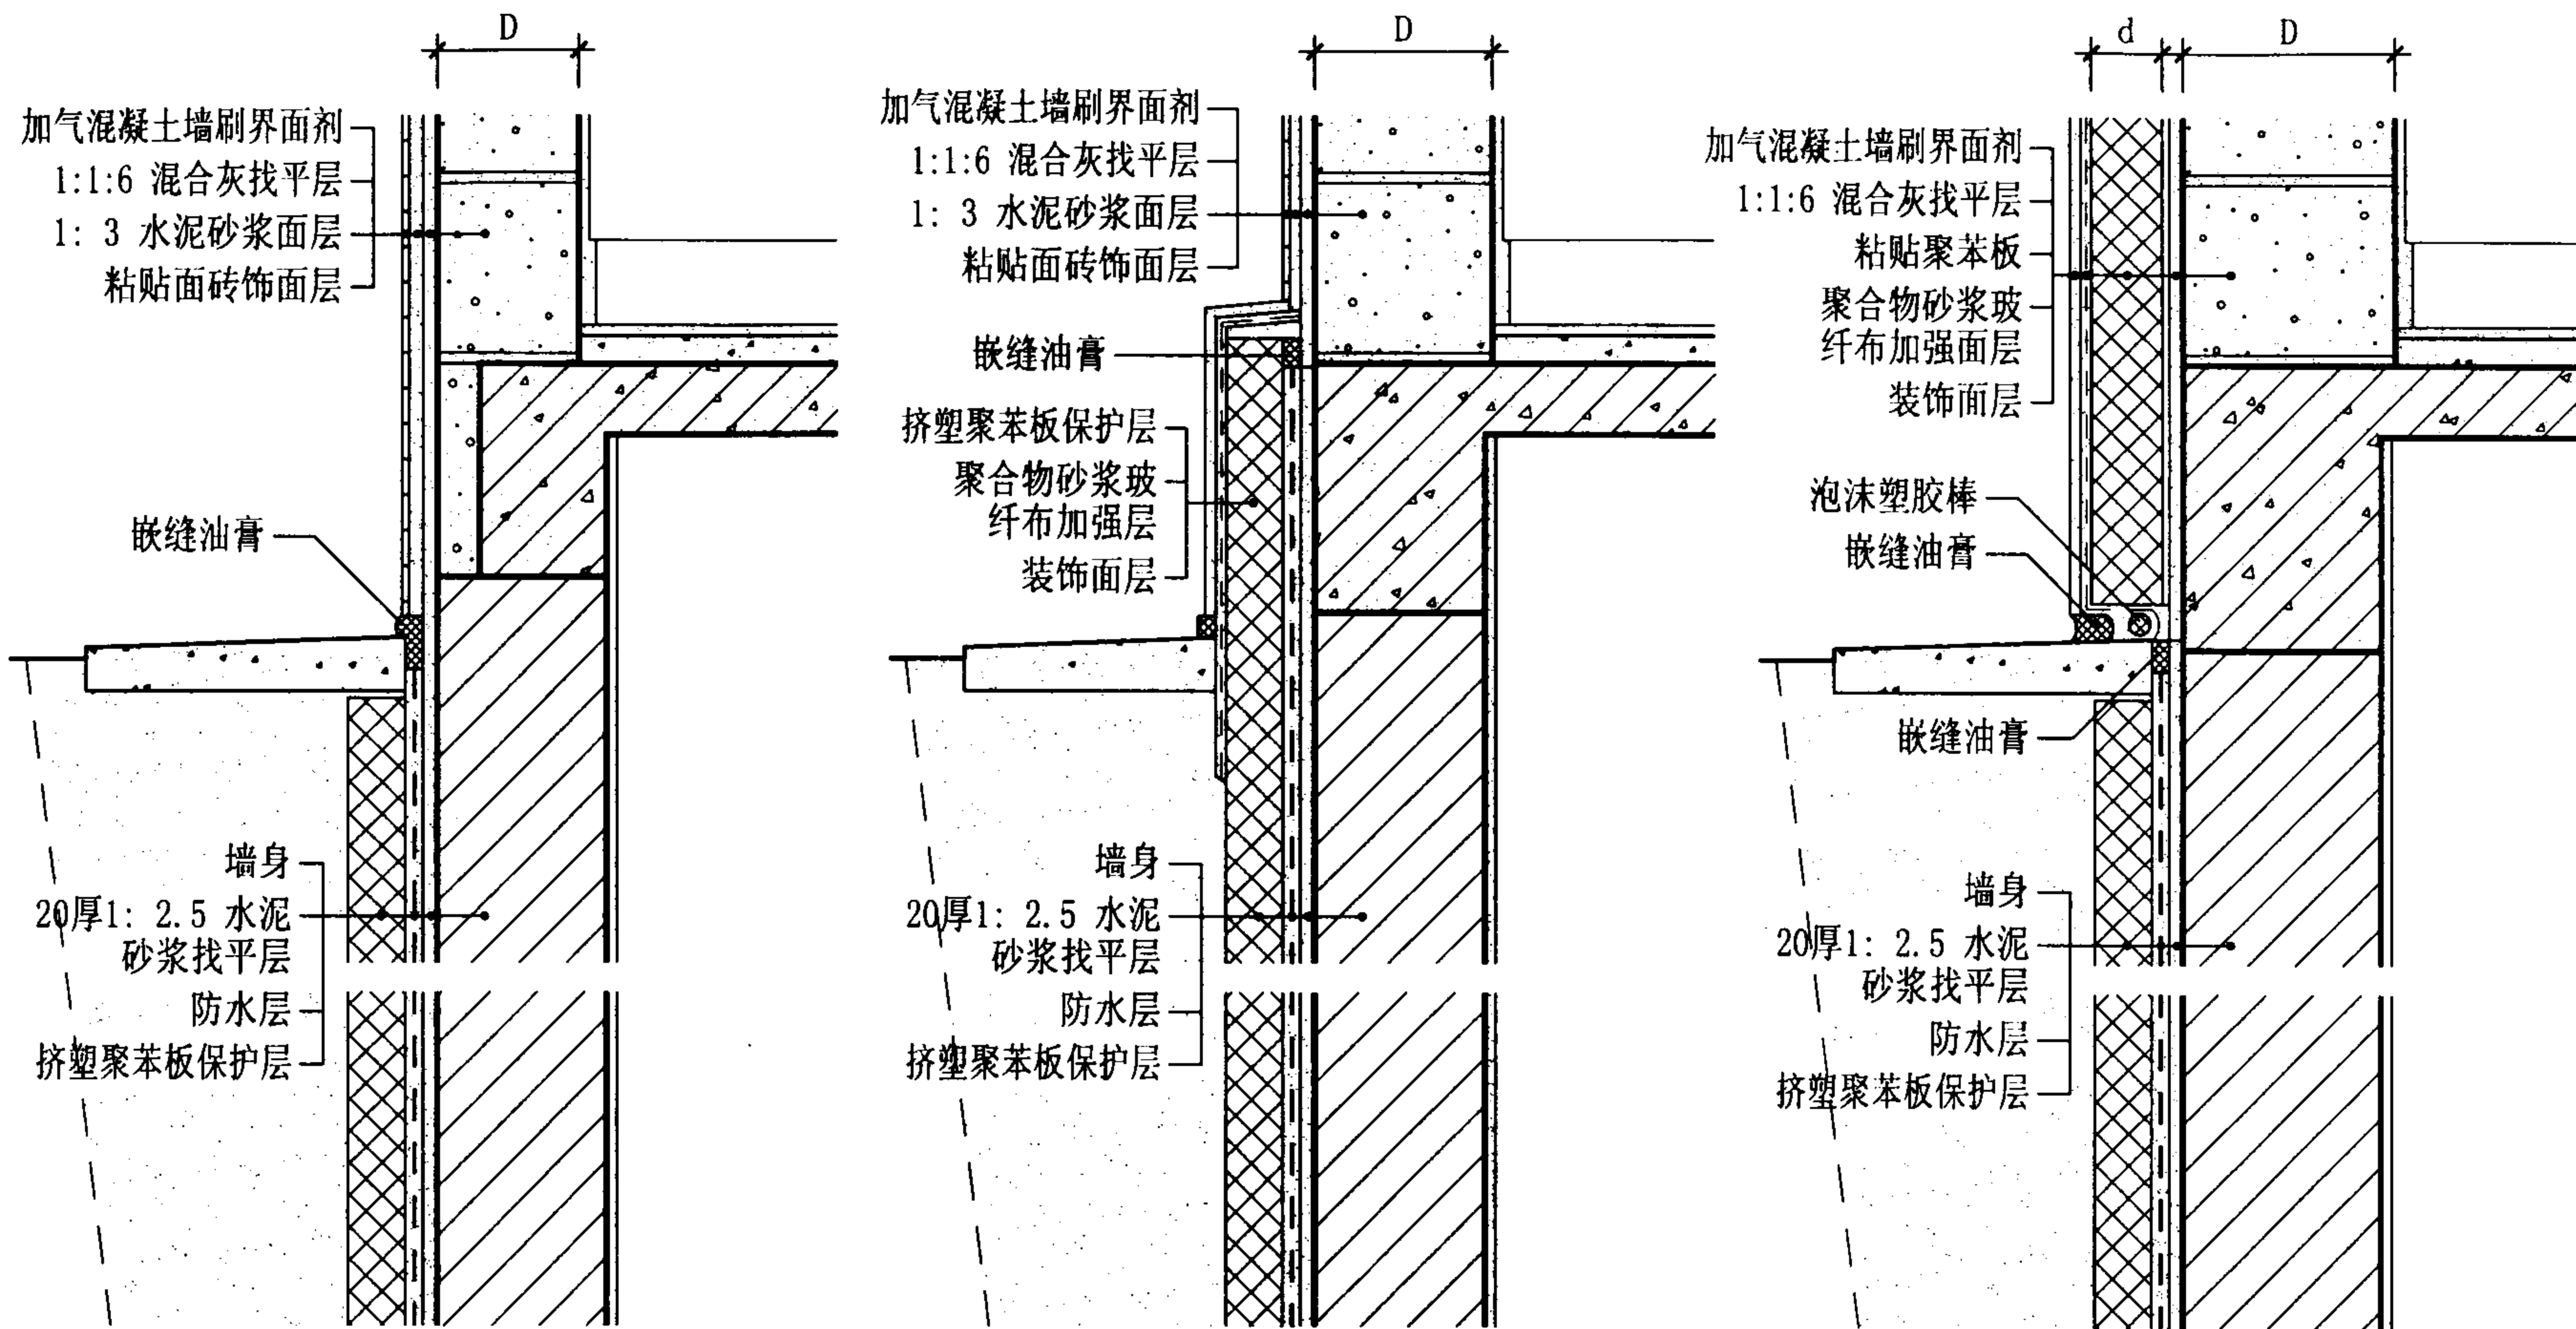 D
加气混凝土墙刷界面剂
1:1:6 混合灰找平层
1: 3 水泥砂浆面层
粘贴面砖饰面层
嵌缝油膏
墙身
20厚1: 2.5 水泥
砂浆找平层
防水层
挤塑聚苯板保护层
D
加气混凝土墙刷界面剂
1:1:6 混合灰找平层
1: 3 水泥砂浆面层
粘贴面砖饰面层
嵌缝油膏
挤塑聚苯板保护层
聚合物砂浆玻
纤布加强层
装饰面层
墙身
20厚1: 2.5 水泥
砂浆找平层
防水层
挤塑聚苯板保护层
d D
加气混凝土墙刷界面剂
1:1:6 混合灰找平层
粘贴聚苯板
聚合物砂浆玻
纤布加强面层
装饰面层
泡沫塑胶棒
嵌缝油膏
嵌缝油膏
墙身
20厚1: 2.5 水泥
砂浆找平层
防水层
挤塑聚苯板保护层